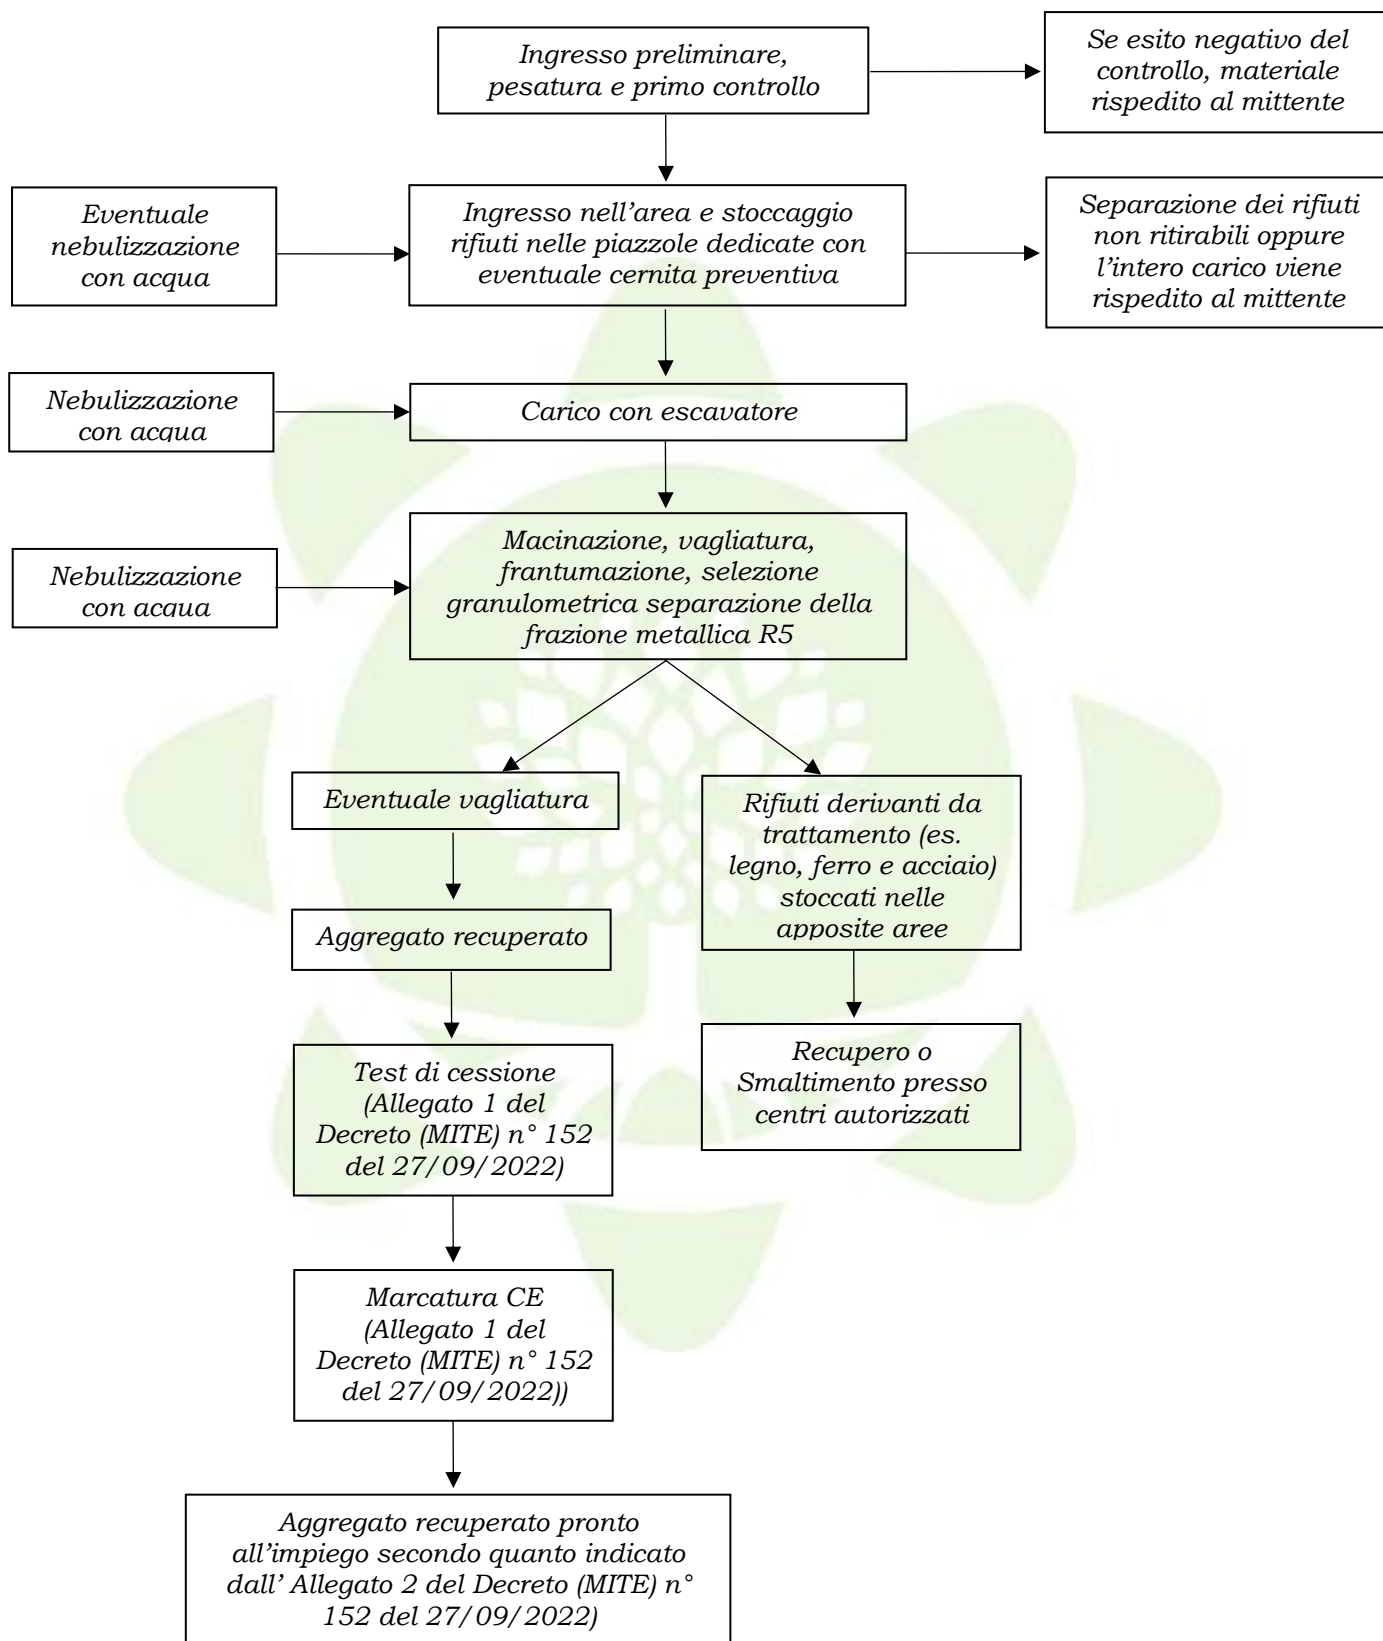 Ingresso preliminare,
pesatura e primo controllo
Se esito negativo del
controllo, materiale
rispedito al mittente
Eventuale
nebulizzazione
con acqua
Ingresso nell'area e stoccaggio
rifiuti nelle piazzole dedicate con
eventuale cernita preventiva
Separazione dei rifiuti
non ritirabili oppure
l'intero carico viene
rispedito al mittente
Nebulizzazione
con acqua
Carico con escavatore
Nebulizzazione
con acqua
Macinazione, vagliatura,
frantumazione, selezione
granulometrica separazione della
frazione metallica R5
Eventuale vagliatura
Rifiuti derivanti da
trattamento (es.
legno, ferro e acciaio)
stoccati nelle
apposite aree
Aggregato recuperato
Test di cessione
(Allegato 1 del
Decreto (MITE) n° 152
del 27/09/2022)
Recupero o
Smaltimento presso
centri autorizzati
Marcatura CE
(Allegato 1 del
Decreto (MITE) n° 152
del 27/09/2022))
Aggregato recuperato pronto
all'impiego secondo quanto indicato
dall' Allegato 2 del Decreto (MITE) n°
152 del 27/09/2022)